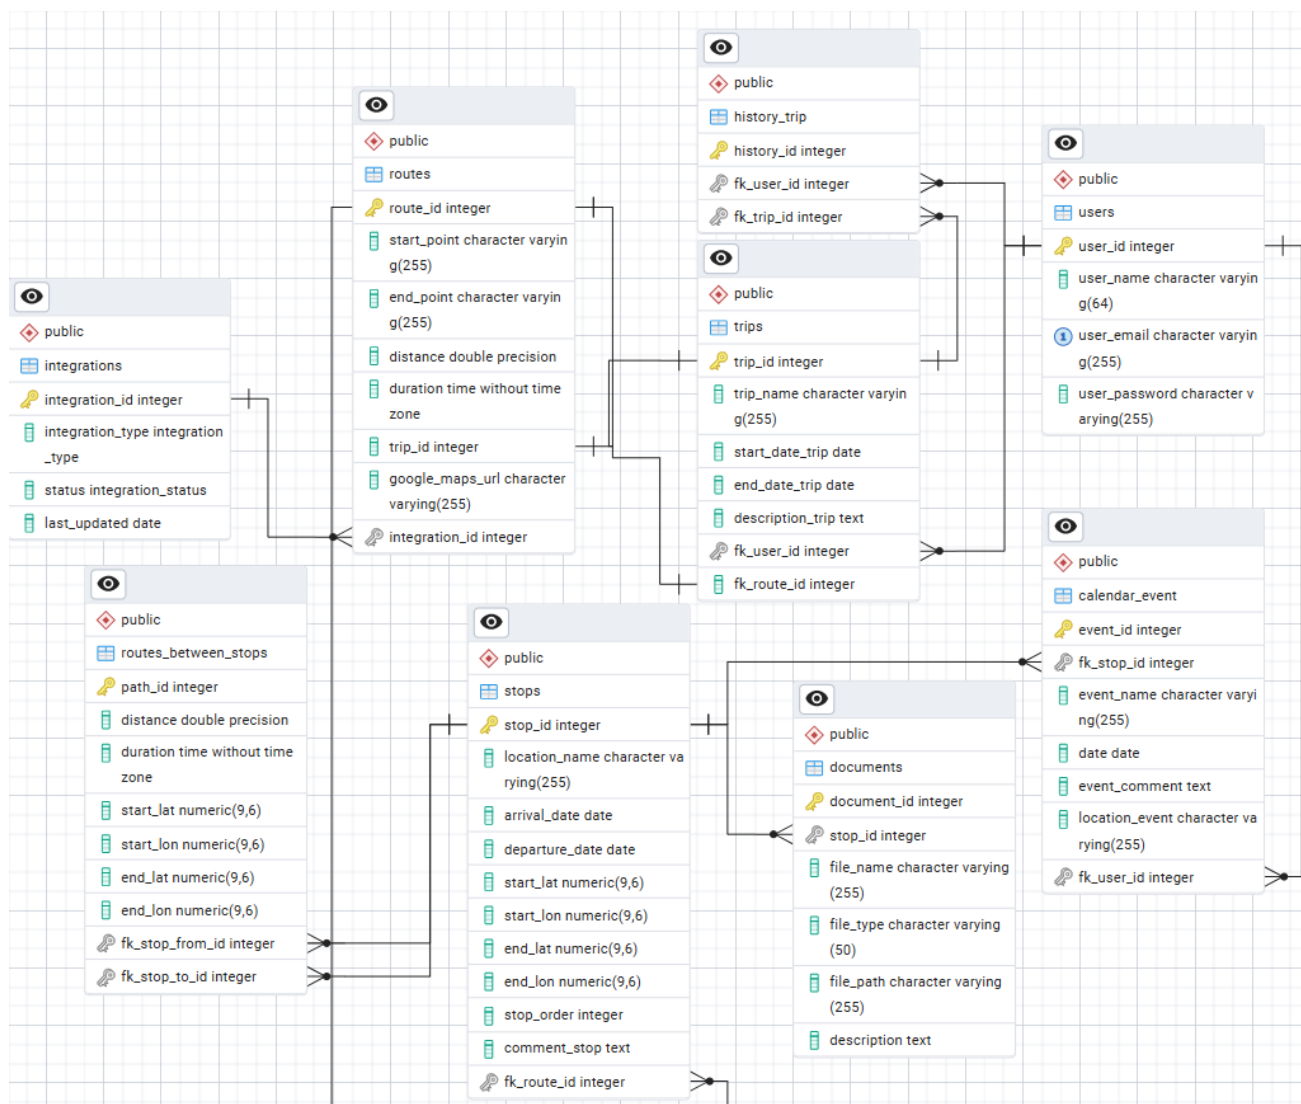 public
history_trip
history_id integer
fk_user_id integer
fk_trip_id integer
public
routes
route_id integer
start_point character varyin
g(255)
end_point character varyin
g(255)
distance double precision
duration time without time
zone
trip_id integer
google_maps_url character
varying(255)
integration_id integer
public
users
user_id integer
user_name character varyin
g(64)
1
user_email character varyin
g(255)
user_password character v
arying(255)
public
trips
trip_id integer
trip_name character varyin
g(255)
start_date_trip date
end_date_trip date
description_trip text
fk_user_id integer
fk_route_id integer
public
integrations
integration_id integer
integration_type integration
_type
status integration_status
last_updated date
public
routes_between_stops
path_id integer
distance double precision
duration time without time
zone
start_lat numeric(9,6)
start_lon numeric(9,6)
end_lat numeric(9,6)
end_lon numeric(9,6)
fk_stop_from_id integer
fk_stop_to_id integer
public
stops
stop_id integer
location_name character va
rying(255)
arrival_date date
departure_date date
start_lat numeric(9,6)
start_lon numeric(9,6)
end_lat numeric(9,6)
end_lon numeric(9,6)
stop_order integer
comment_stop text
fk_route_id integer
public
documents
document_id integer
stop_id integer
file_name character varying
(255)
file_type character varying
(50)
file_path character varying
(255)
description text
public
calendar_event
event_id integer
fk_stop_id integer
event_name character varyi
ng(255)
date date
event_comment text
location_event character va
rying(255)
fk_user_id integer